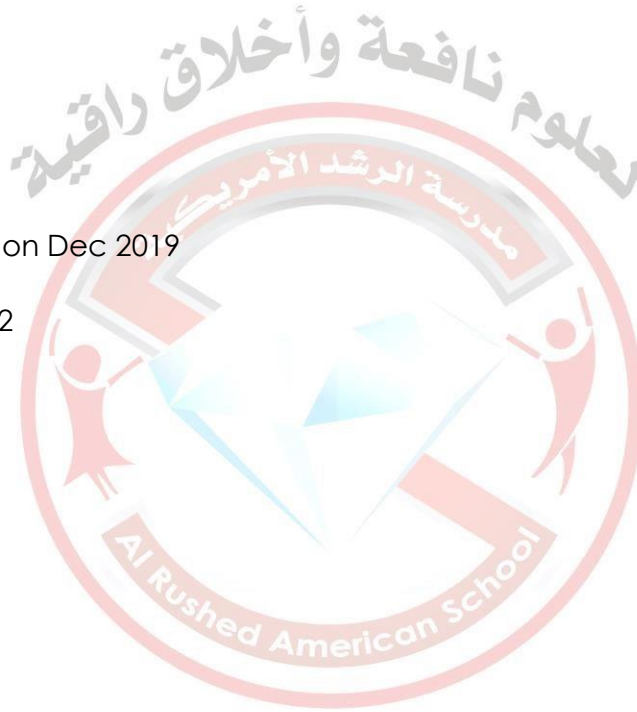 لعلوم نافعة وأخلاق راقية
مدرسة الرشد الأمريكية
on Dec 2019
2
Al Rushed American School